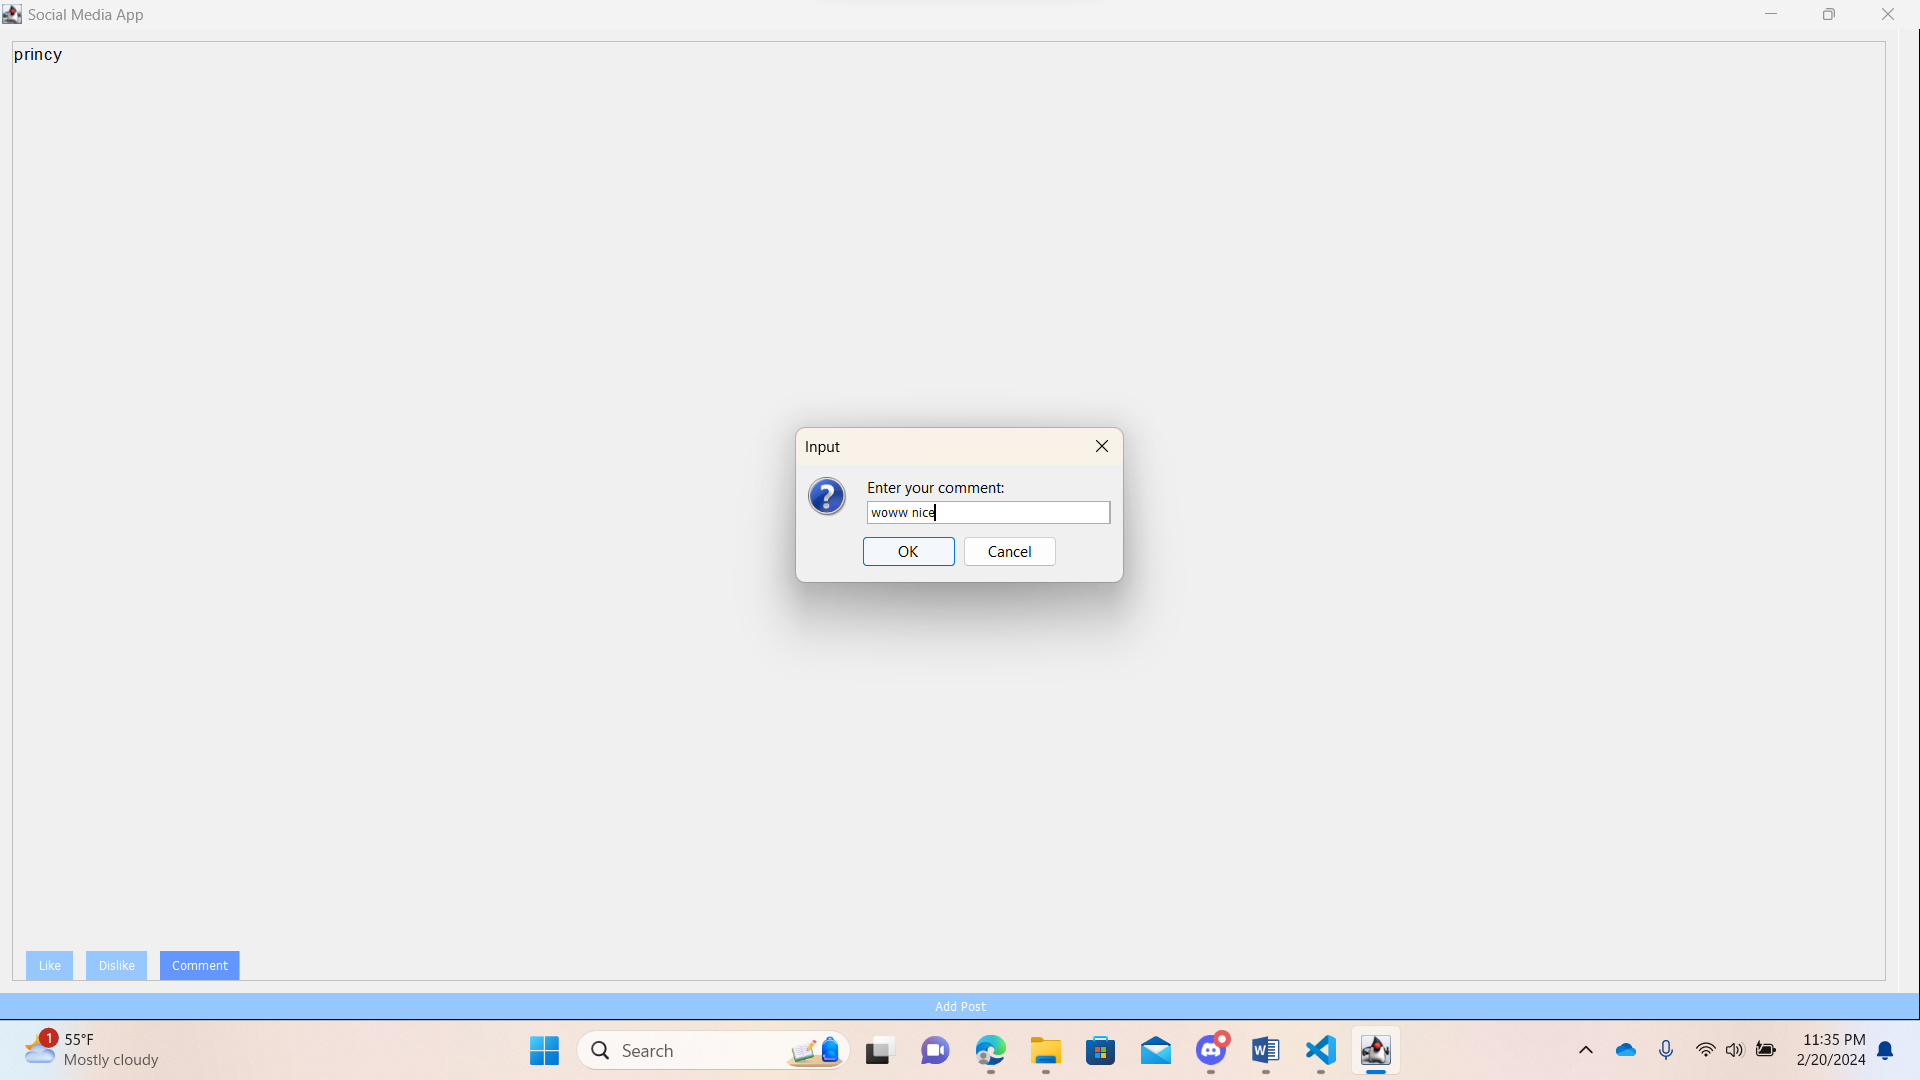 Social Media App
princy
Input
Enter your comment:
woww nice
OK
Cancel
Like
Dislike
Comment
Add Post
1
55°F
Mostly cloudy
Search
11:35 PM
2/20/2024